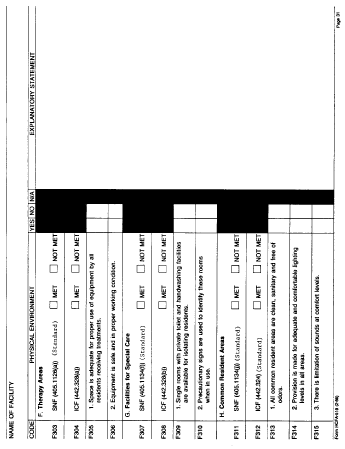 NAME OF FACILITY
CODE PHYSICAL ENVIRONMENT YES NO N/A EXPLANATORY STATEMENT
F. Therapy Areas
F303 SNF (405.1126(a)) (Standard) MET NOT MET
F304 ICF (442.328(a)) MET NOT MET
F305 1. Space is adequate for proper use of equipment by all
residents receiving treatments.
F306 2. Equipment is safe and in proper working condition.
G. Facilities for Special Care
F307 SNF (405.1134(f)) (Standard) MET NOT MET
F308 ICF (442.328(b)) MET NOT MET
F309 1. Single rooms with private toilet and handwashing facilities
are available for isolating residents.
F310 2. Precautionary signs are used to identify these rooms
when in use.
H. Common Resident Areas
F311 SNF (405.1134(j)) (Standard) MET NOT MET
F312 ICF (442.324) (Standard) MET NOT MET
F313 1. All common resident areas are clean, sanitary and free of
odors.
F314 2. Provision is made for adequate and comfortable lighting
levels in all areas.
F315 3. There is limitation of sounds at comfort levels.
Form HCFA-519 (2-86) Page 31